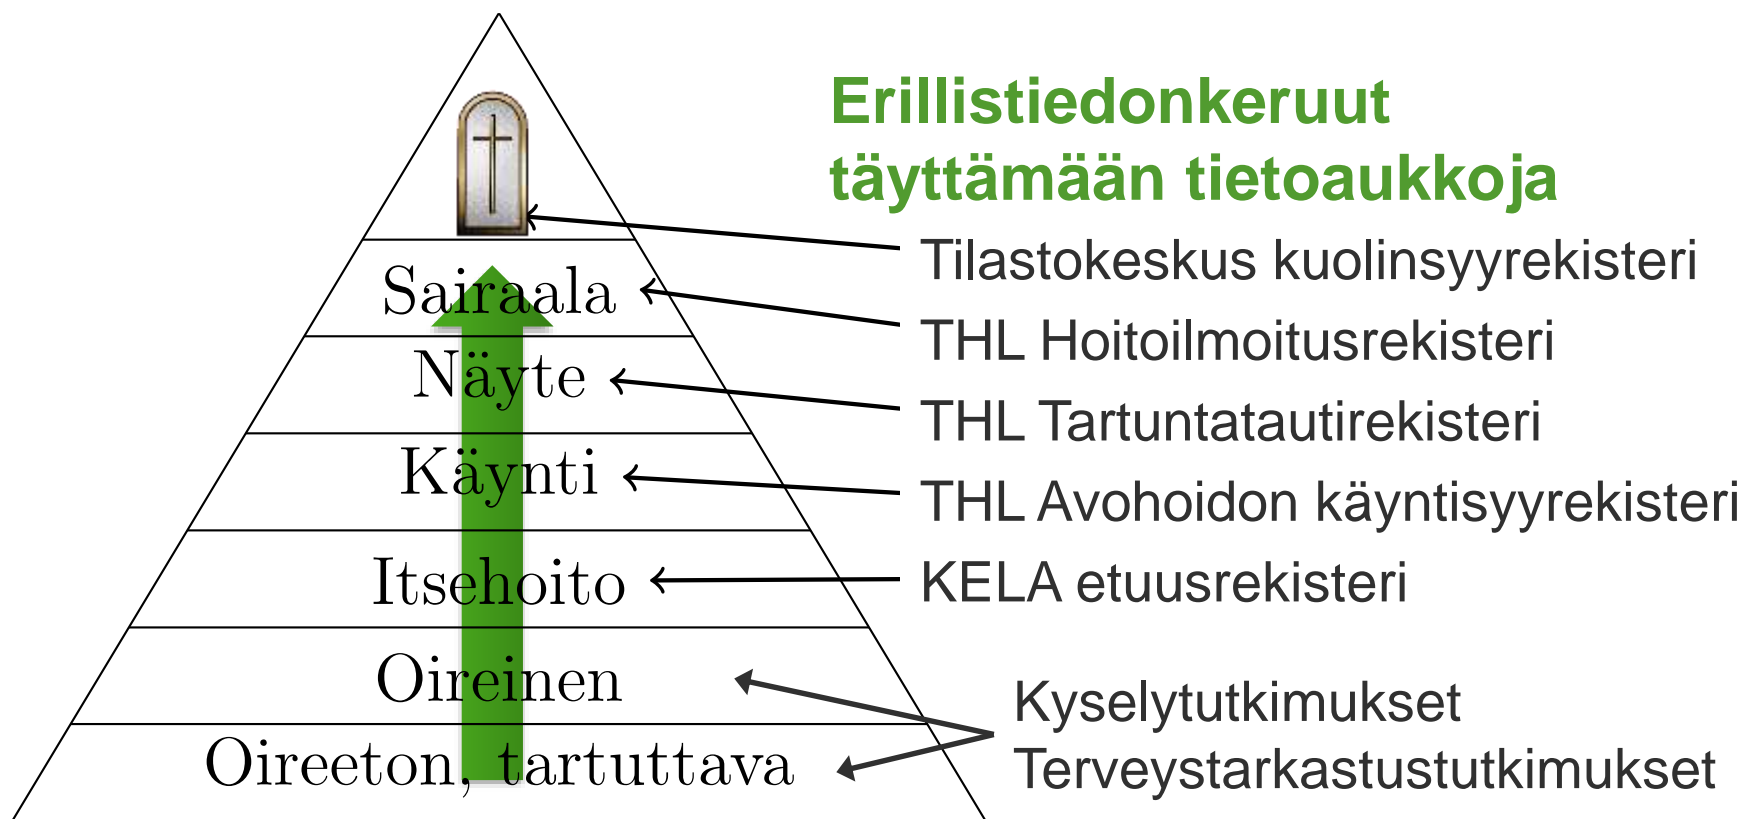 Erillistiedonkeruut
täyttämään tietoaukkoja
Tilastokeskus kuolinsyyrekisteri
Sairaala
THL Hoitoilmoitusrekisteri
Näyte
THL Tartuntatautirekisteri
Käynti
THL Avohoidon käyntisyyrekisteri
Itsehoito
KELA etuusrekisteri
Oireinen
Kyselytutkimukset
Oireeton, tartuttava
Terveystarkastustutkimukset